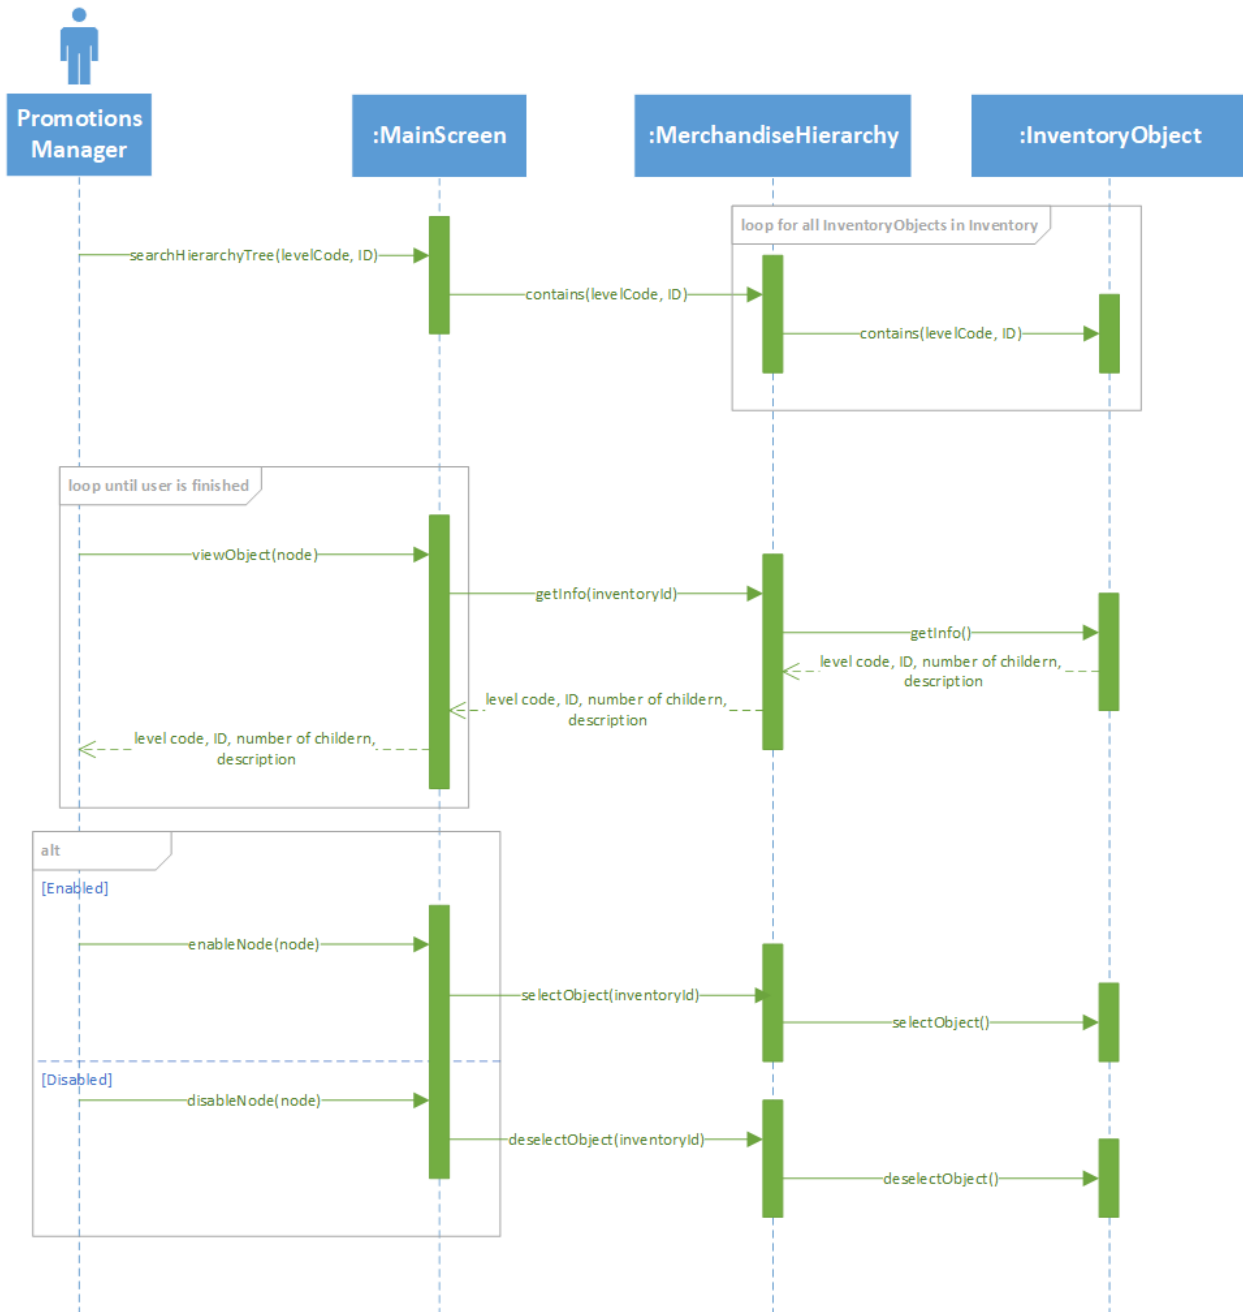 Promotions
Manager
:MainScreen
:MerchandiseHierarchy
:InventoryObject
loop for all InventoryObjects in Inventory
searchHierarchyTree(levelCode, ID)
contains(levelCode, ID)
contains(levelCode, ID)
loop until user is finished
viewObject(node)
getInfo(inventoryId)
getInfo()
level code, ID, number of childern,
description
level code, ID, number of childern,
description
level code, ID, number of childern,
description
alt
[Enabled]
enableNode(node)
selectObject(inventoryId)
selectObject()
[Disabled]
disableNode(node)
deselectObject(inventoryId)
deselectObject()